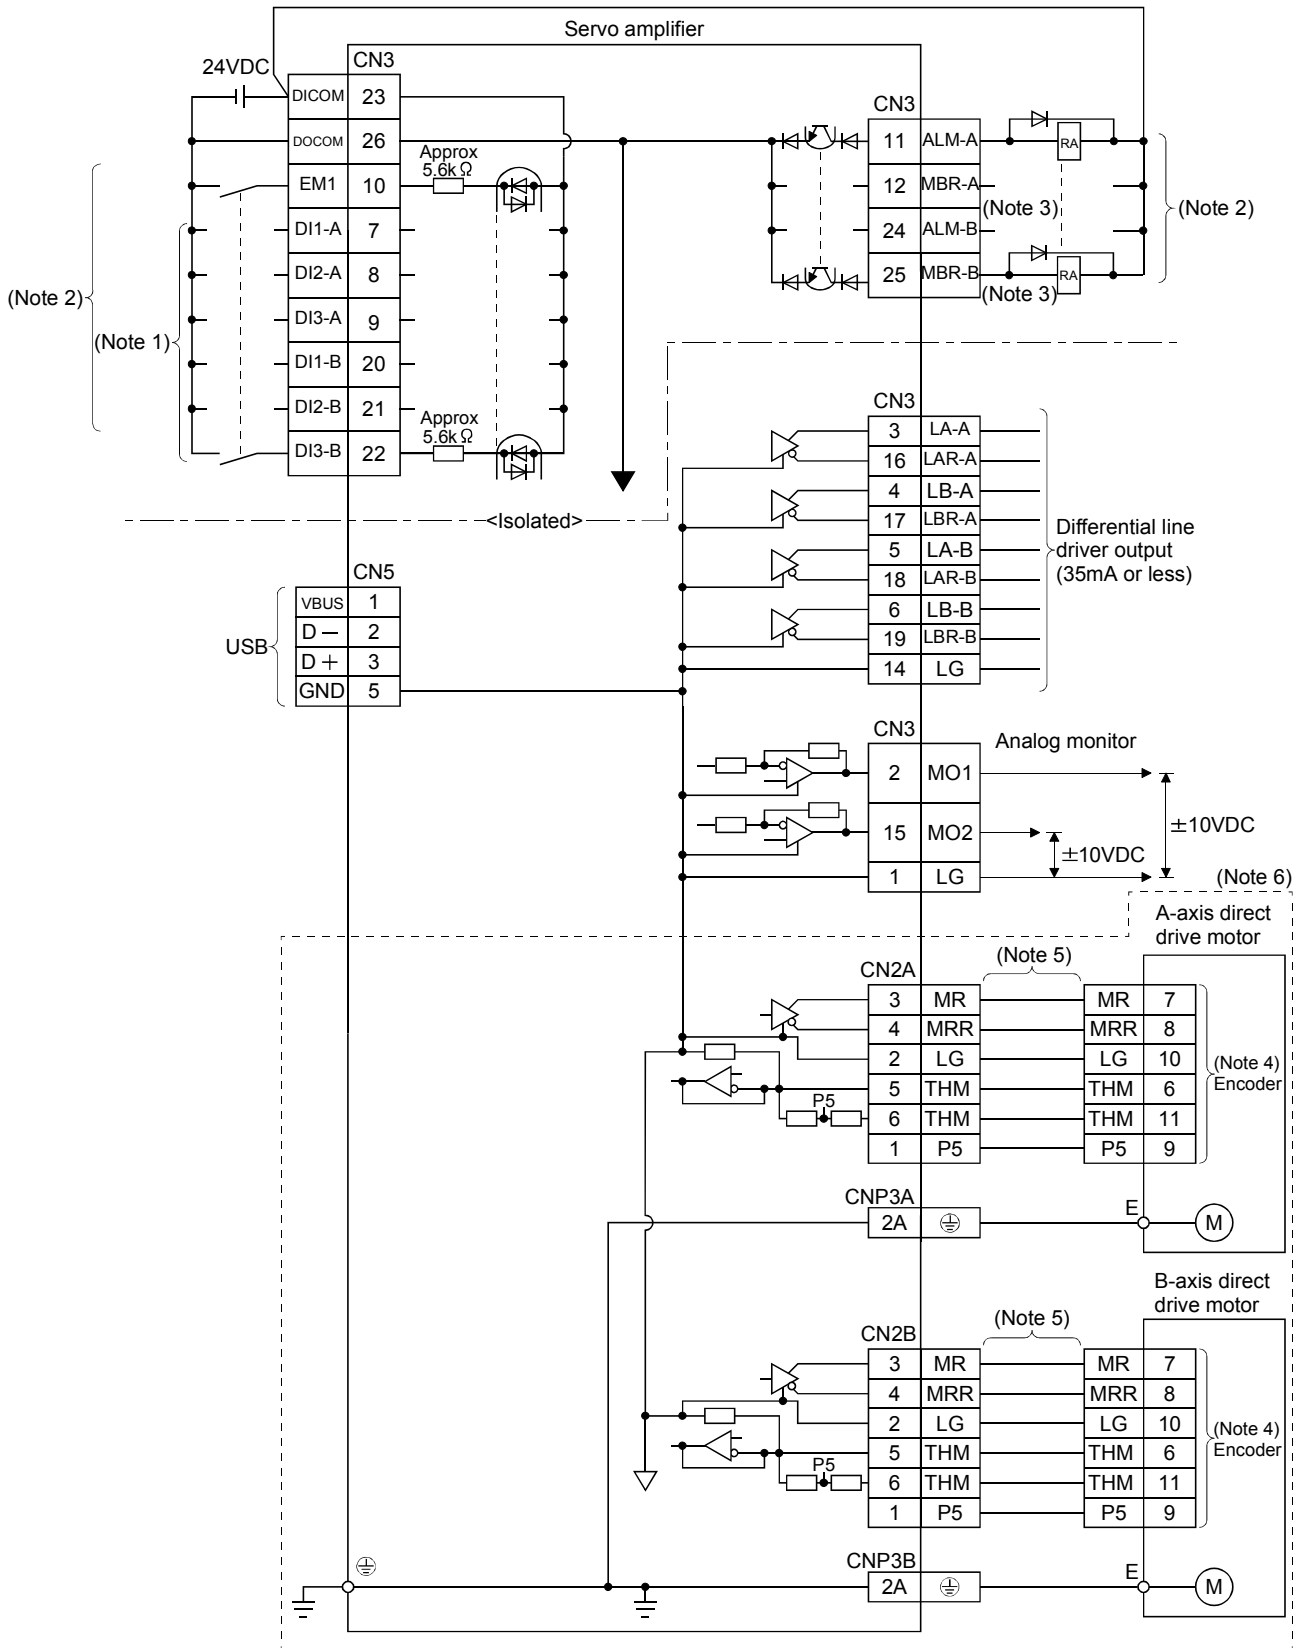 Servo amplifier
24VDC
CN3
DICOM 23
DOCOM 26
EM1 10
DI1-A 7
DI2-A 8
DI3-A 9
DI1-B 20
DI2-B 21
DI3-B 22
Approx
5.6k Ω
Approx
5.6k Ω
(Note 2)
(Note 1)
CN3
11 ALM-A
12 MBR-A
24 ALM-B
25 MBR-B
RA
(Note 3)
RA
(Note 3)
(Note 2)
<Isolated>
CN3
3 LA-A
16 LAR-A
4 LB-A
17 LBR-A
5 LA-B
18 LAR-B
6 LB-B
19 LBR-B
14 LG
Differential line
driver output
(35mA or less)
CN5
VBUS 1
D－ 2
D＋ 3
GND 5
USB
CN3
2 MO1
15 MO2
1 LG
Analog monitor
±10VDC
±10VDC
(Note 6)
A-axis direct
drive motor
(Note 5)
CN2A
3 MR MR 7
4 MRR MRR 8
2 LG LG 10
5 THM THM 6
6 THM THM 11
1 P5 P5 9
P5
(Note 4)
Encoder
CNP3A
2A
E
M
B-axis direct
drive motor
(Note 5)
CN2B
3 MR MR 7
4 MRR MRR 8
2 LG LG 10
5 THM THM 6
6 THM THM 11
1 P5 P5 9
P5
(Note 4)
Encoder
CNP3B
2A
E
M